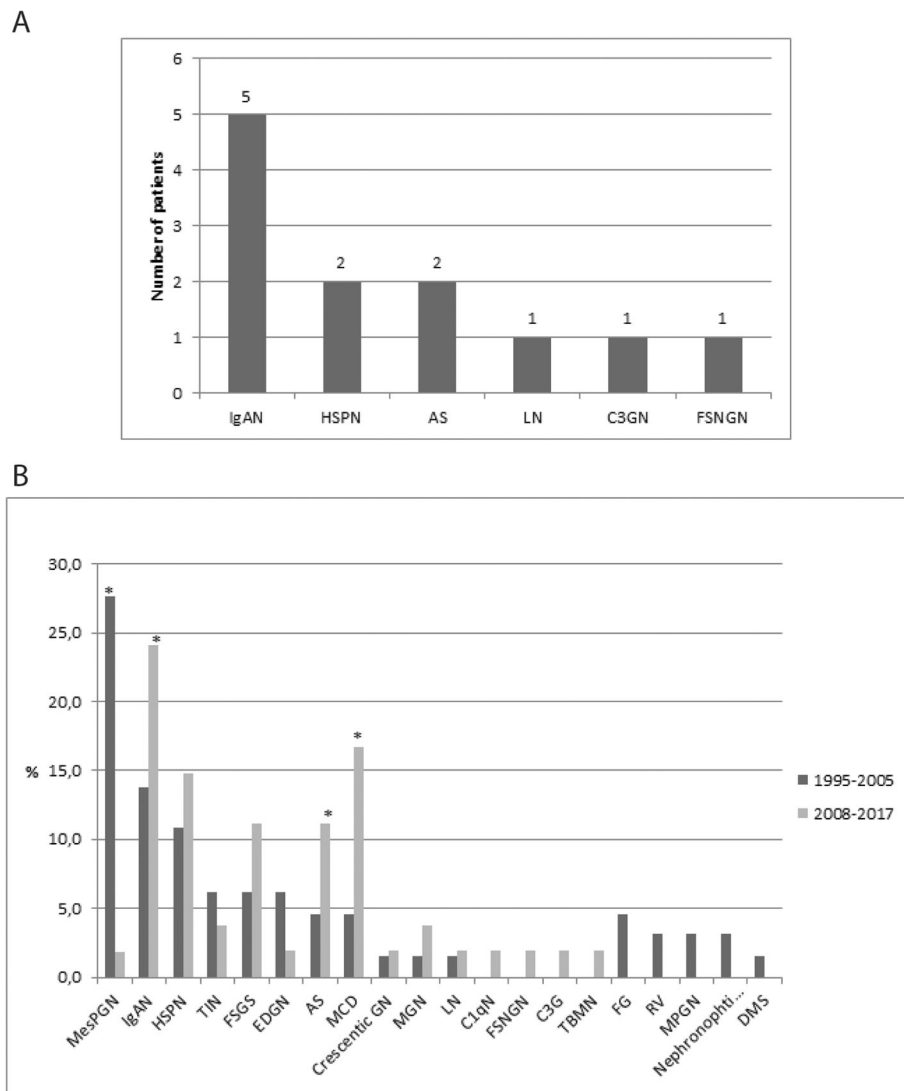 A
Number of patients
6
5
4
3
2
1
0
5
2
2
1
1
1
IgAN
HSPN
AS
LN
C3GN
FSNGN
B
%
30,0
25,0
20,0
15,0
10,0
5,0
0,0
*
*
*
*
MesPGN
IgAN
HSPN
TIN
FSGS
EDGN
AS
MCD
Crescentic GN
MGN
LN
C1qN
FSNGN
C3G
TBMN
FG
RV
MPGN
Nephronophti...
DMS
1995-2005
2008-2017